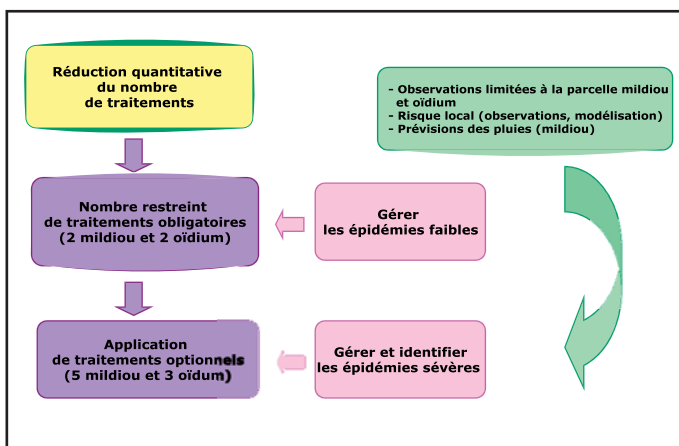 Réduction quantitative
du nombre
de traitements
- Observations limitées à la parcelle mildiou
et oïdium
- Risque local (observations, modélisation)
- Prévisions des pluies (mildiou)
Nombre restreint
de traitements obligatoires
(2 mildiou et 2 oïdium)
Gérer
les épidémies faibles
Application
de traitements optionnels
(5 mildiou et 3 oïdum)
Gérer et identifier
les épidémies sévères